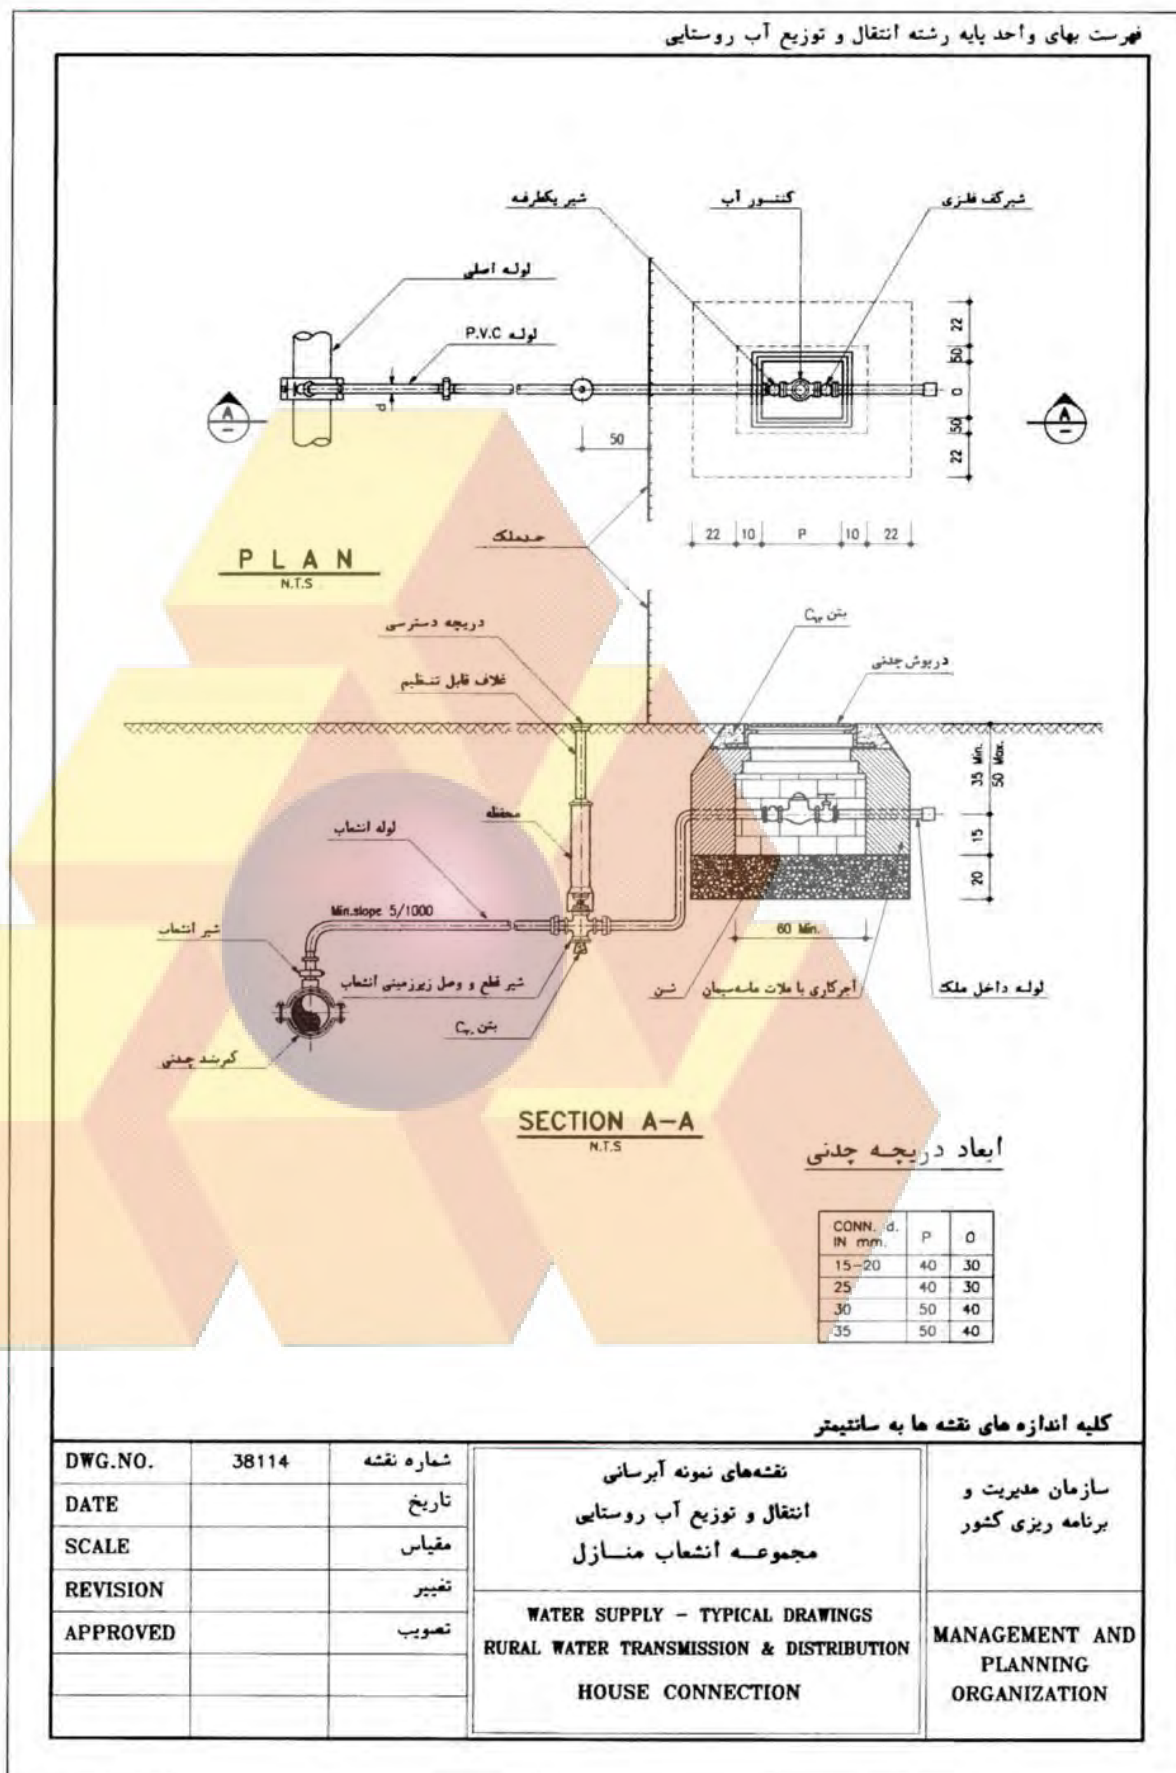 فهرست بهای واحد پایه رشته انتقال و توزیع آب روستایی
شیر یکطرفه
کنتور آب
شیرکف فلزی
لوله اصلی
لوله P.V.C
d
A
A
50
22
50
O
50
22
22
10
P
10
22
حدملک
PLAN
N.T.S
دریچه دسترسی
غلاف قابل تنظیم
بتن C۱۲
درپوش چدنی
محفظه
لوله انشعاب
35 Min.
50 Max.
15
20
Min.slope 5/1000
60 Min.
شیر انشعاب
شیر قطع و وصل زیرزمینی انشعاب
شن
آجرکاری با ملات ماسه‌سیمان
لوله داخل ملک
بتن C۲۰
کمربند چدنی
SECTION A-A
N.T.S
ابعاد دریچه چدنی
CONN. d. IN mm. P O
15-20 40 30
25 40 30
30 50 40
35 50 40
کلیه اندازه های نقشه ها به سانتیمتر
DWG.NO. 38114 شماره نقشه
DATE تاریخ
SCALE مقیاس
REVISION تغییر
APPROVED تصویب
نقشه‌های نمونه آبرسانی
انتقال و توزیع آب روستایی
مجموعه انشعاب منازل
WATER SUPPLY - TYPICAL DRAWINGS
RURAL WATER TRANSMISSION & DISTRIBUTION
HOUSE CONNECTION
سازمان مدیریت و
برنامه ریزی کشور
MANAGEMENT AND
PLANNING
ORGANIZATION